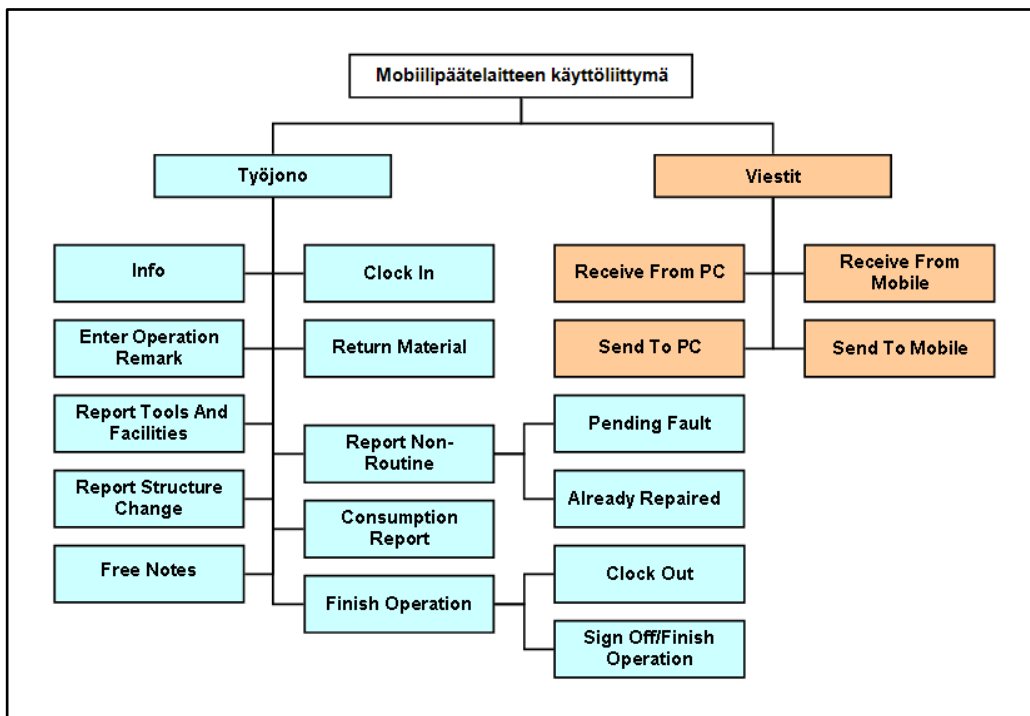 Mobiilipäätelaitteen käyttöliittymä
Työjono
Viestit
Info
Clock In
Receive From PC
Receive From
Mobile
Enter Operation
Remark
Return Material
Send To PC
Send To Mobile
Report Tools And
Facilities
Report Non-
Routine
Pending Fault
Report Structure
Change
Consumption
Report
Already Repaired
Free Notes
Finish Operation
Clock Out
Sign Off/Finish
Operation